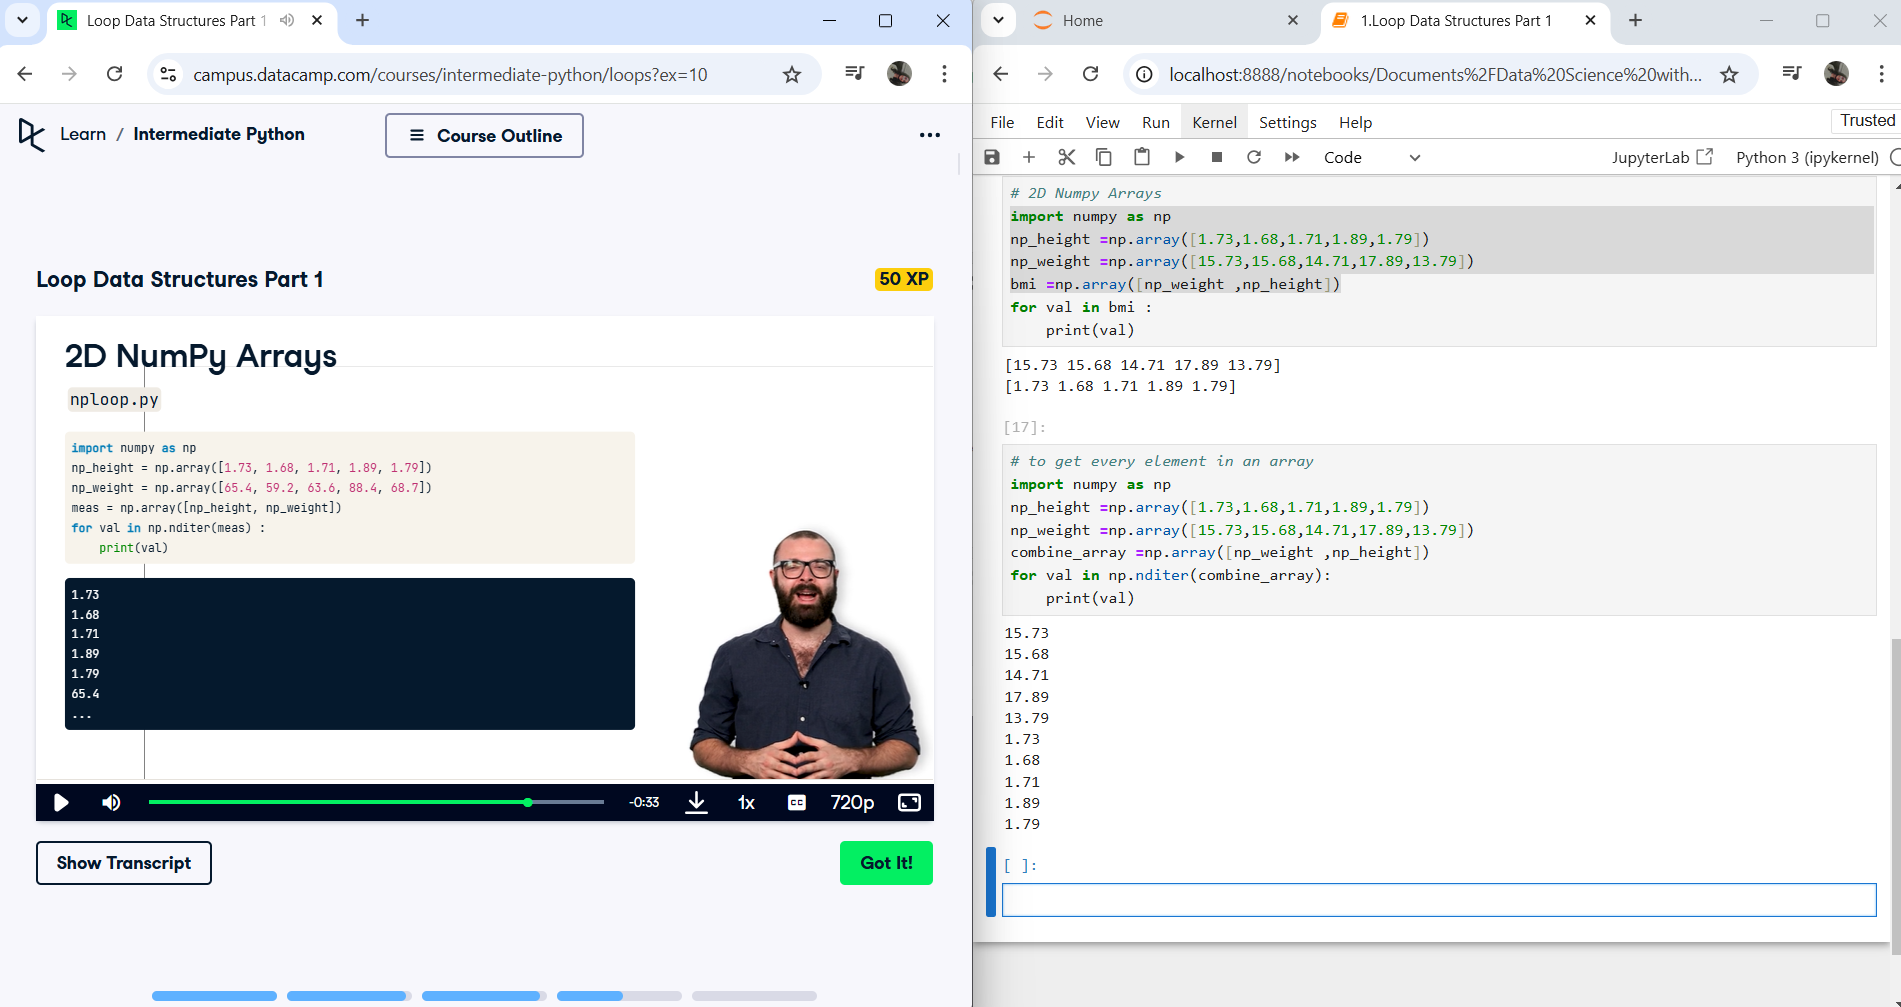 Loop Data Structures Part 1
campus.datacamp.com/courses/intermediate-python/loops?ex=10
Learn / Intermediate Python
Course Outline
Loop Data Structures Part 1
50 XP
2D NumPy Arrays
nploop.py
import numpy as np
np_height = np.array([1.73, 1.68, 1.71, 1.89, 1.79])
np_weight = np.array([65.4, 59.2, 63.6, 88.4, 68.7])
meas = np.array([np_height, np_weight])
for val in np.nditer(meas) :
    print(val)
1.73
1.68
1.71
1.89
1.79
65.4
...
-0:33
1x
CC
720p
Show Transcript
Got It!
Home
1.Loop Data Structures Part 1
localhost:8888/notebooks/Documents%2FData%20Science%20with...
File Edit View Run Kernel Settings Help
Trusted
Code
JupyterLab
Python 3 (ipykernel)
# 2D Numpy Arrays
import numpy as np
np_height =np.array([1.73,1.68,1.71,1.89,1.79])
np_weight =np.array([15.73,15.68,14.71,17.89,13.79])
bmi =np.array([np_weight ,np_height])
for val in bmi :
    print(val)
[15.73 15.68 14.71 17.89 13.79]
[1.73 1.68 1.71 1.89 1.79]
[17]:
# to get every element in an array
import numpy as np
np_height =np.array([1.73,1.68,1.71,1.89,1.79])
np_weight =np.array([15.73,15.68,14.71,17.89,13.79])
combine_array =np.array([np_weight ,np_height])
for val in np.nditer(combine_array):
    print(val)
15.73
15.68
14.71
17.89
13.79
1.73
1.68
1.71
1.89
1.79
[ ]: